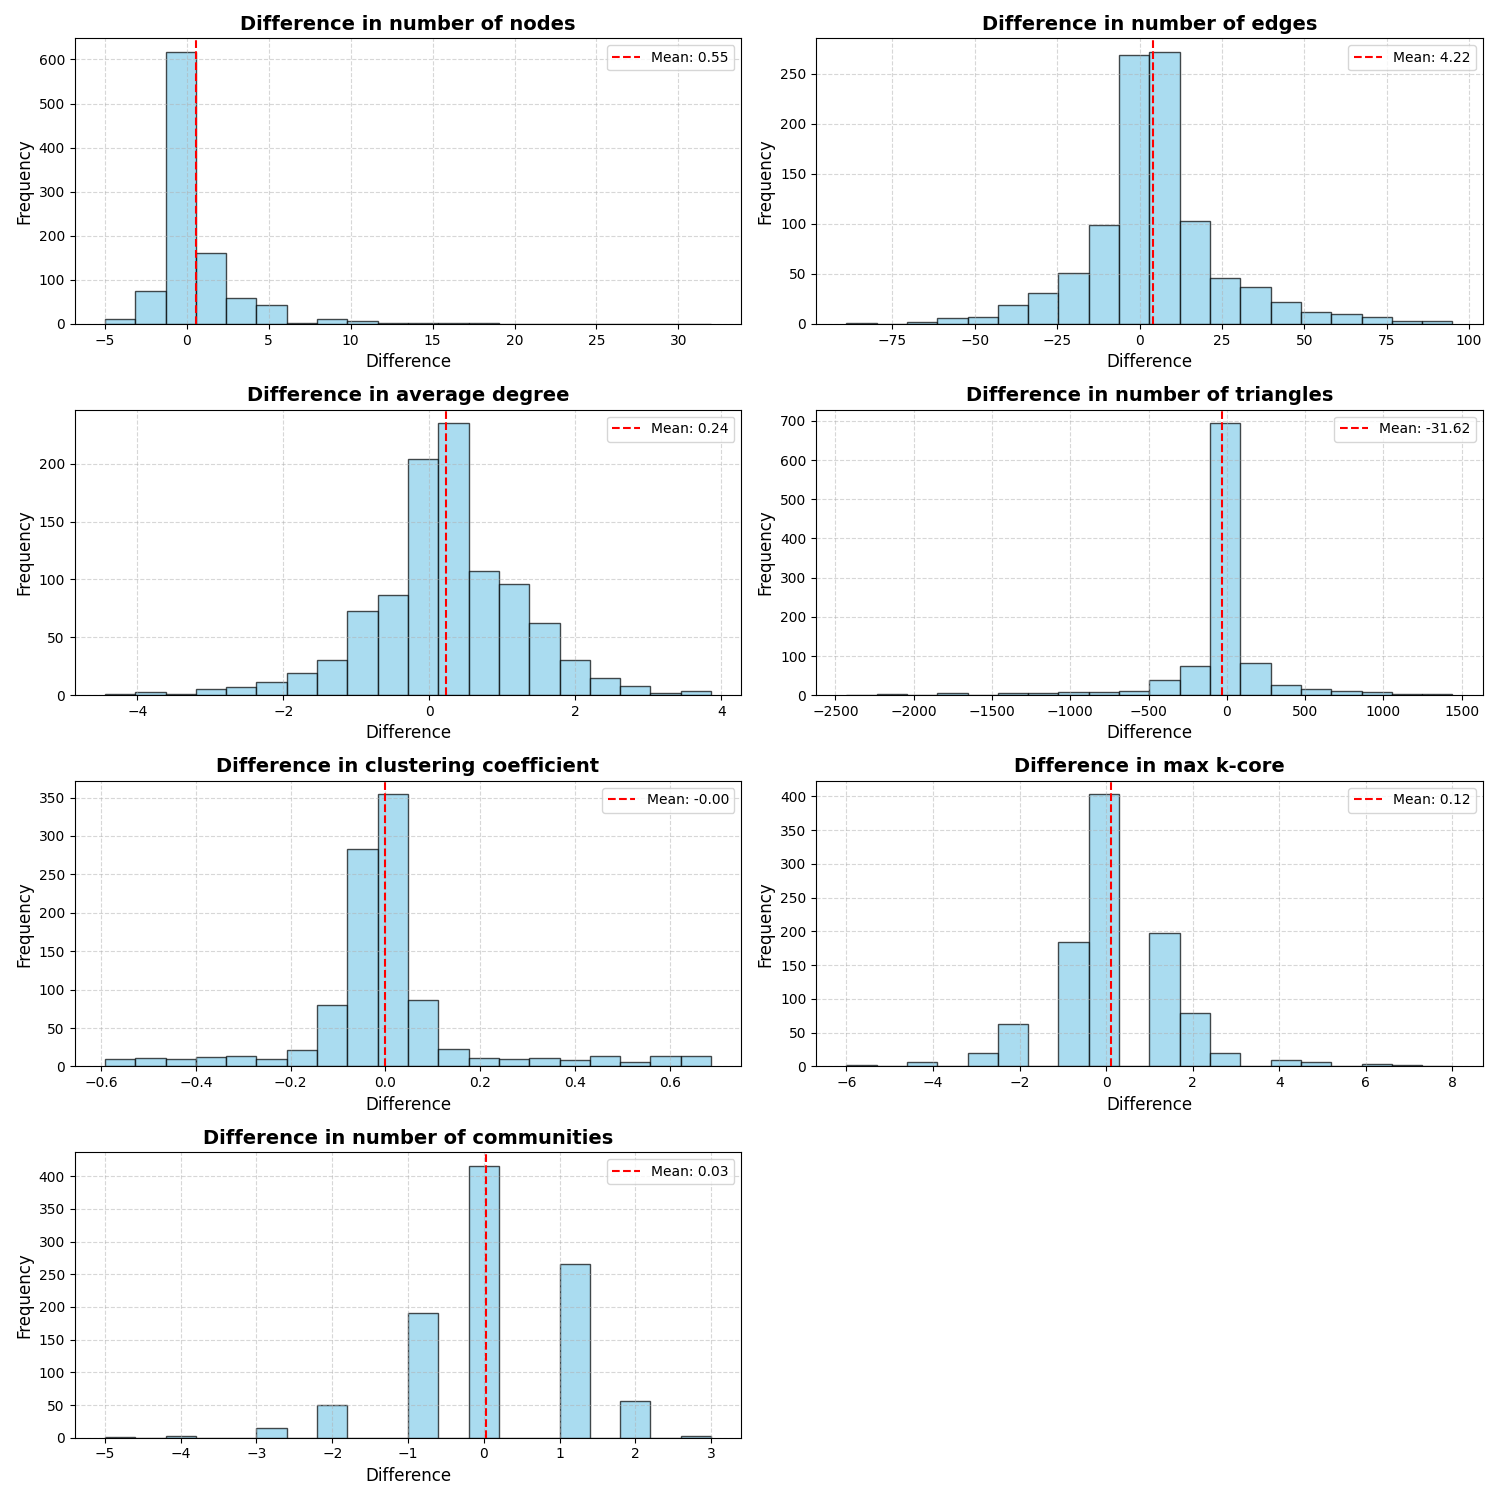 Difference in number of nodes
Mean: 0.55
Frequency
600
500
400
300
200
100
0
−5 0 5 10 15 20 25 30
Difference
Difference in number of edges
Mean: 4.22
Frequency
250
200
150
100
50
0
−75 −50 −25 0 25 50 75 100
Difference
Difference in average degree
Mean: 0.24
Frequency
200
150
100
50
0
−4 −2 0 2 4
Difference
Difference in number of triangles
Mean: -31.62
Frequency
700
600
500
400
300
200
100
0
−2500 −2000 −1500 −1000 −500 0 500 1000 1500
Difference
Difference in clustering coefficient
Mean: -0.00
Frequency
350
300
250
200
150
100
50
0
−0.6 −0.4 −0.2 0.0 0.2 0.4 0.6
Difference
Difference in max k-core
Mean: 0.12
Frequency
400
350
300
250
200
150
100
50
0
−6 −4 −2 0 2 4 6 8
Difference
Difference in number of communities
Mean: 0.03
Frequency
400
350
300
250
200
150
100
50
0
−5 −4 −3 −2 −1 0 1 2 3
Difference